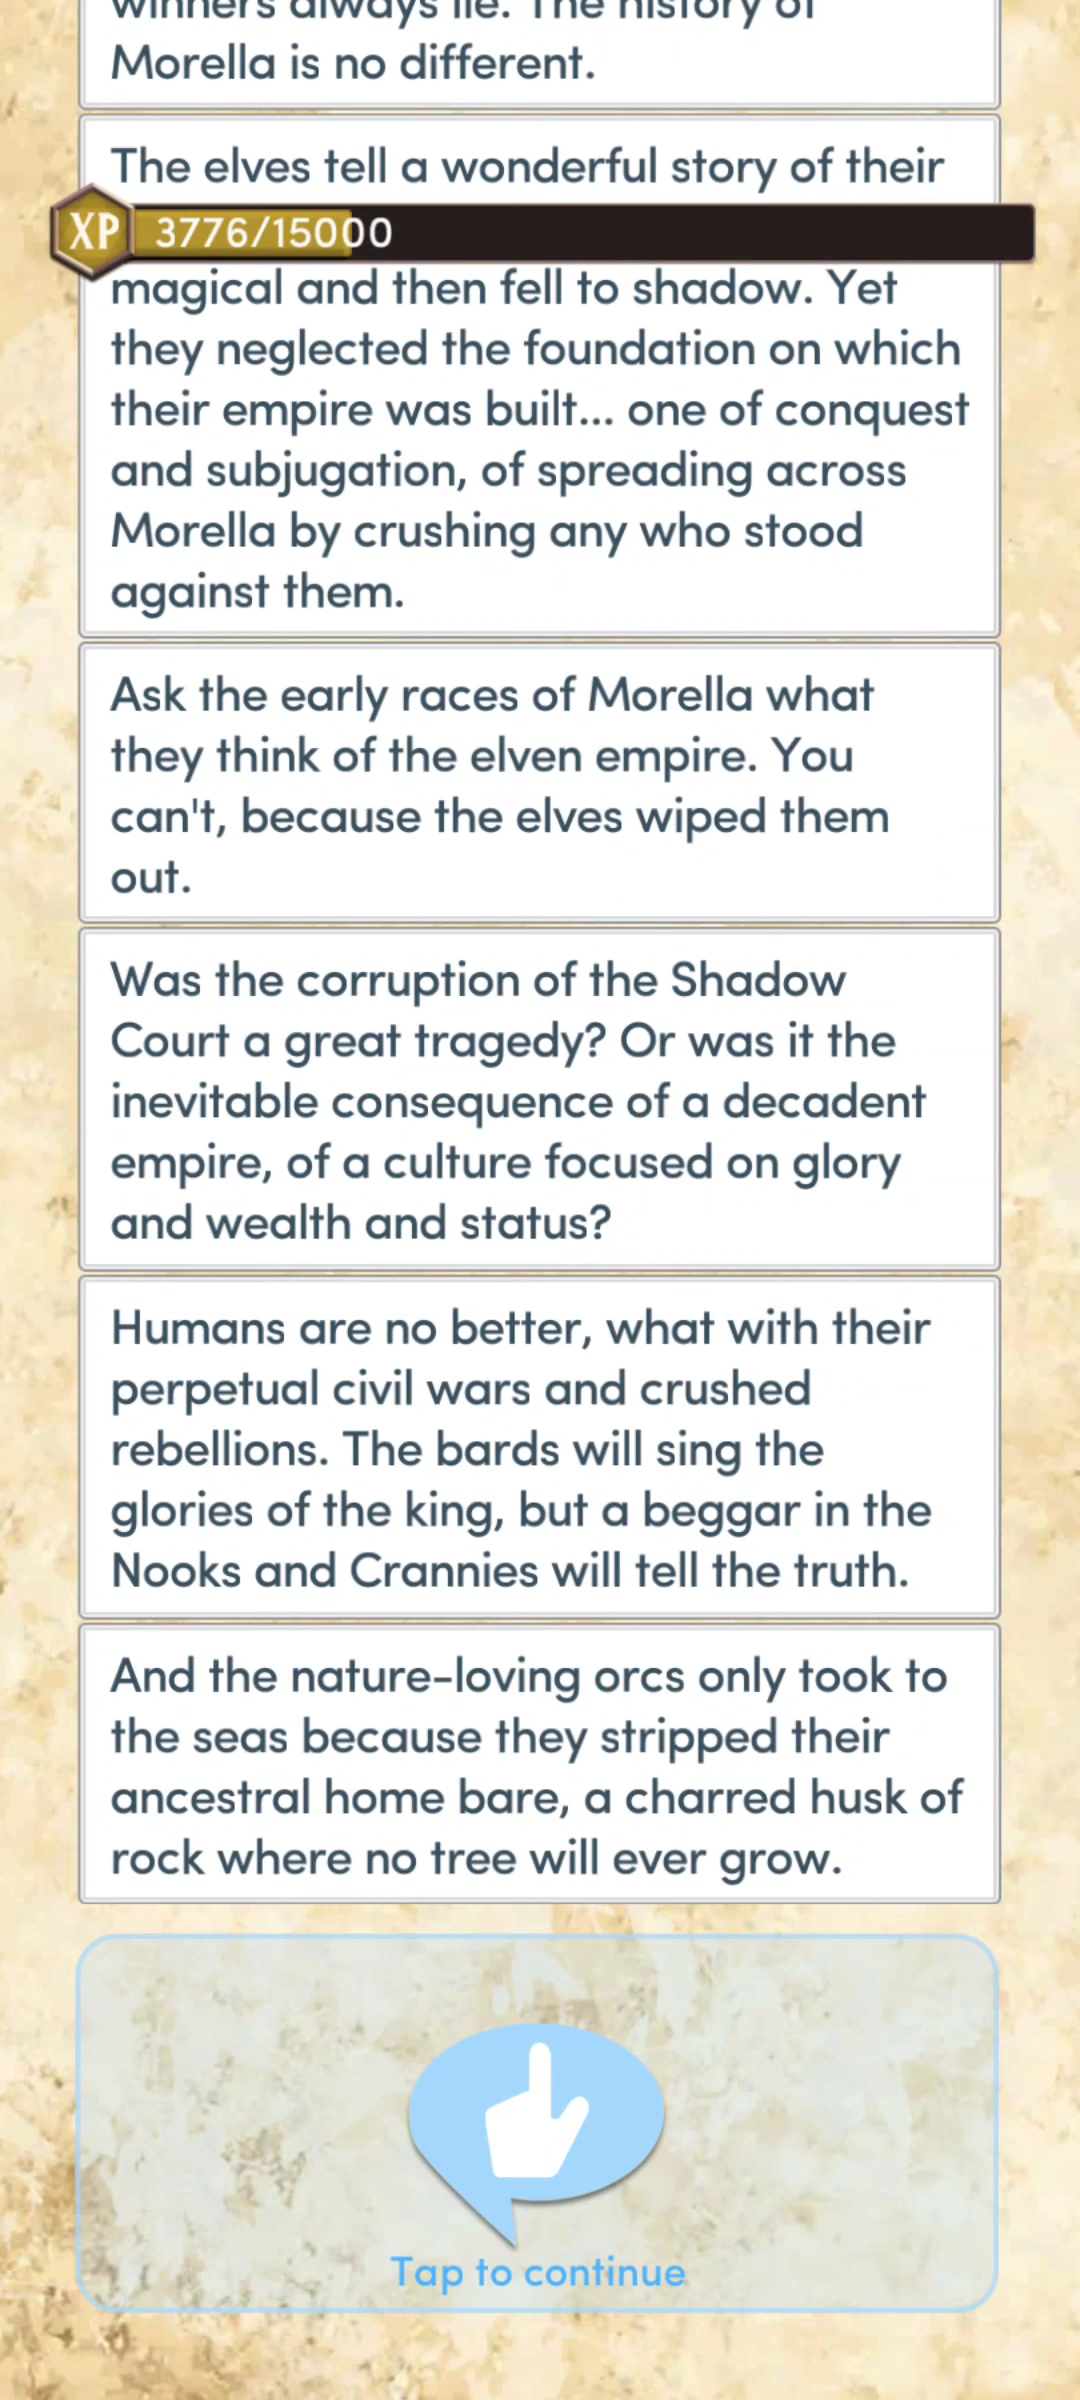 winners always lie. The history of
Morella is no different.
The elves tell a wonderful story of their
XP 3776/15000
magical and then fell to shadow. Yet
they neglected the foundation on which
their empire was built... one of conquest
and subjugation, of spreading across
Morella by crushing any who stood
against them.
Ask the early races of Morella what
they think of the elven empire. You
can't, because the elves wiped them
out.
Was the corruption of the Shadow
Court a great tragedy? Or was it the
inevitable consequence of a decadent
empire, of a culture focused on glory
and wealth and status?
Humans are no better, what with their
perpetual civil wars and crushed
rebellions. The bards will sing the
glories of the king, but a beggar in the
Nooks and Crannies will tell the truth.
And the nature-loving orcs only took to
the seas because they stripped their
ancestral home bare, a charred husk of
rock where no tree will ever grow.
Tap to continue